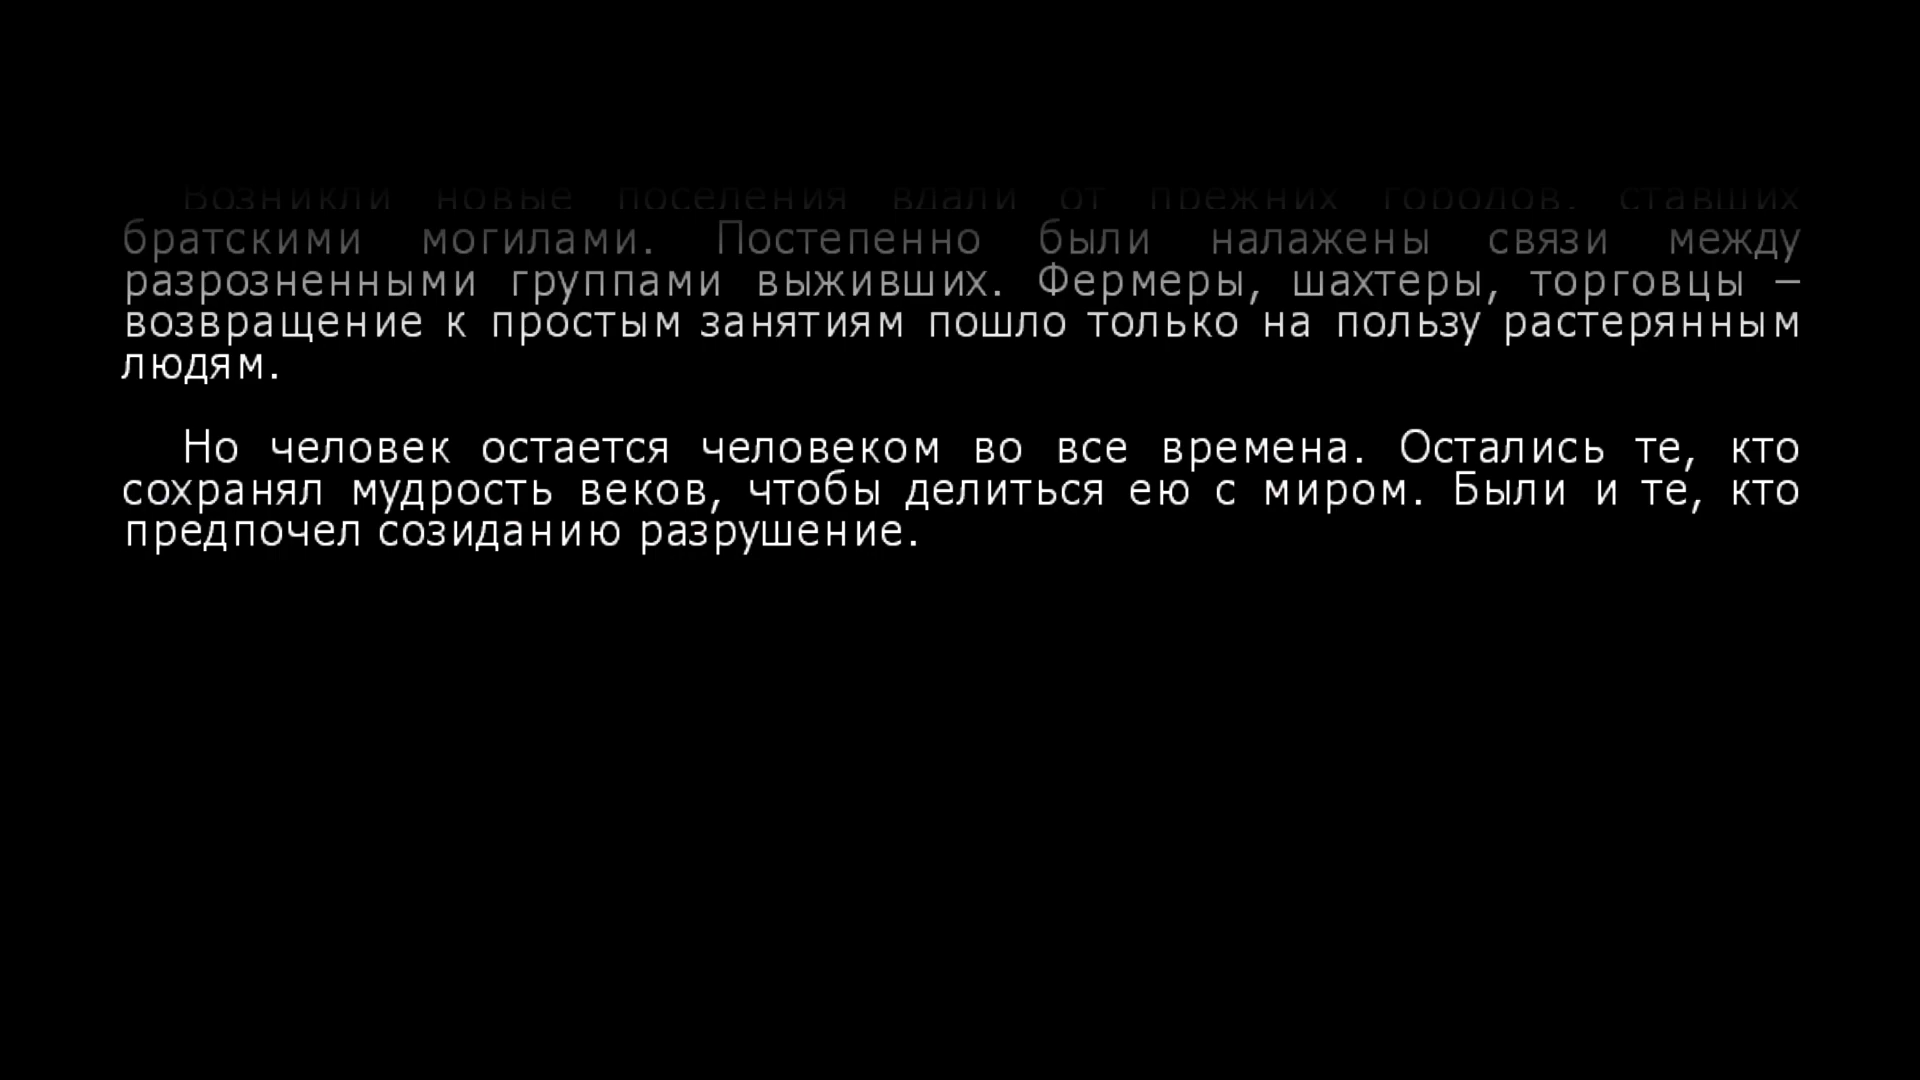 Возникли новые поселения вдали от прежних городов, ставших
братскими могилами. Постепенно были налажены связи между
разрозненными группами выживших. Фермеры, шахтеры, торговцы –
возвращение к простым занятиям пошло только на пользу растерянным
людям.
Но человек остается человеком во все времена. Остались те, кто
сохранял мудрость веков, чтобы делиться ею с миром. Были и те, кто
предпочел созиданию разрушение.